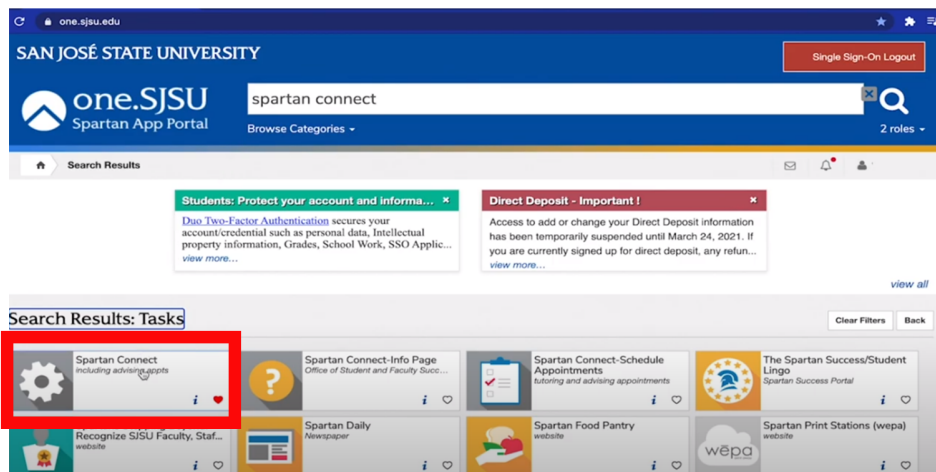 one.sjsu.edu
SAN JOSÉ STATE UNIVERSITY
Single Sign-On Logout
one.SJSU
Spartan App Portal
spartan connect
Browse Categories
2 roles
Search Results
Students: Protect your account and informa...
Duo Two-Factor Authentication secures your
account/credential such as personal data, Intellectual
property information, Grades, School Work, SSO Applic...
view more...
Direct Deposit - Important !
Access to add or change your Direct Deposit information
has been temporarily suspended until March 24, 2021. If
you are currently signed up for direct deposit, any refun...
view more...
view all
Search Results: Tasks
Clear Filters
Back
Spartan Connect
including advising appts
i
Spartan Connect-Info Page
Office of Student and Faculty Succ...
i
Spartan Connect-Schedule
Appointments
tutoring and advising appointments
i
The Spartan Success/Student
Lingo
Spartan Success Portal
i
Recognize SJSU Faculty, Staf...
website
i
Spartan Daily
Newspaper
i
Spartan Food Pantry
website
i
wēpa
Spartan Print Stations (wepa)
website
i